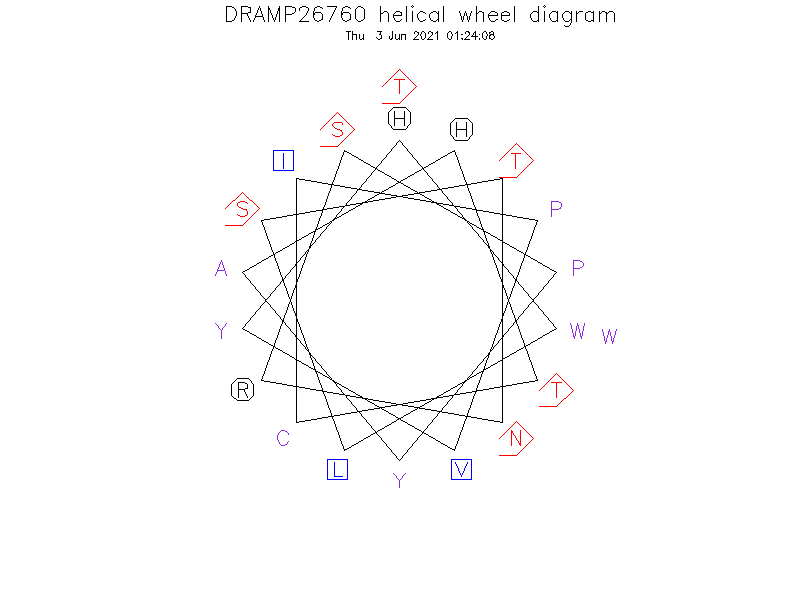 DRAMP26760 helical wheel diagram
Thu 3 Jun 2021 01:24:08
T
S H H
I T
S P
A P
Y W W
R T
C N
L Y V